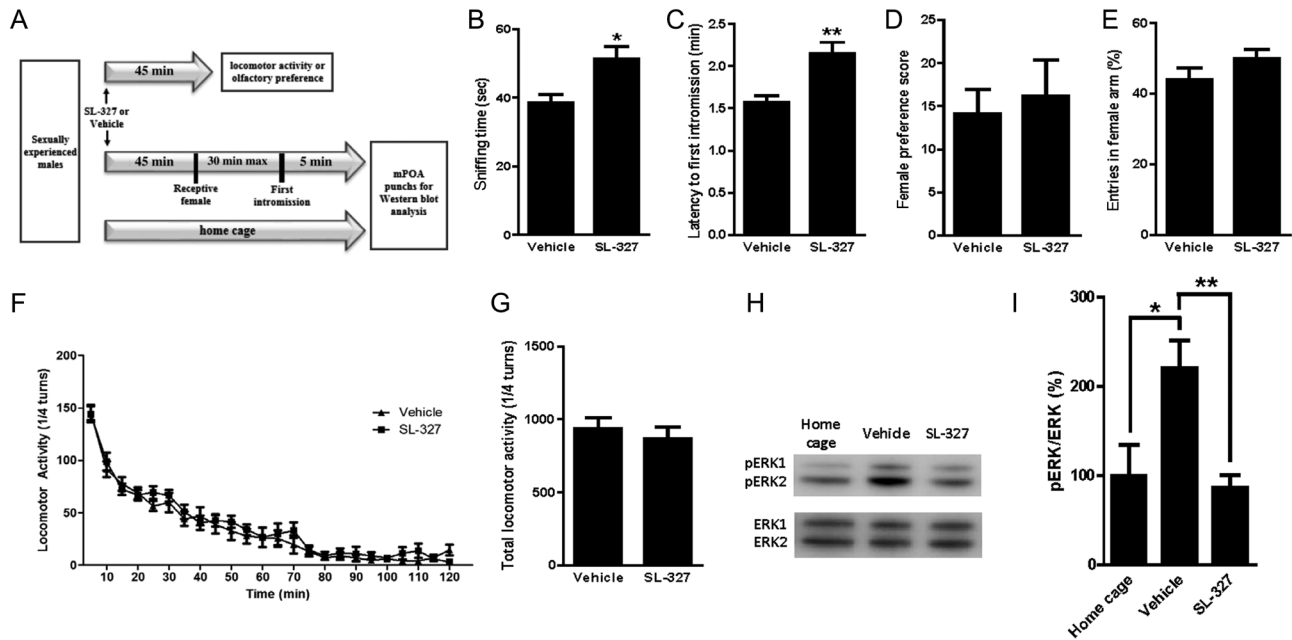 A
45 min
locomotor activity or
olfactory preference
SL-327 or
Vehicle
Sexually
experienced
males
45 min
30 min max
5 min
Receptive
female
First
intromission
mPOA
punchs for
Western blot
analysis
home cage
B
Sniffing time (sec)
60
40
20
0
*
Vehicle
SL-327
C
Latency to first intromission (min)
2.5
2.0
1.5
1.0
0.5
0.0
**
Vehicle
SL-327
D
Female preference score
25
20
15
10
5
0
Vehicle
SL-327
E
Entries in female arm (%)
60
40
20
0
Vehicle
SL-327
F
Locomotor Activity (1/4 turns)
200
150
100
50
0
10 20 30 40 50 60 70 80 90 100 110 120
Time (min)
Vehicle
SL-327
G
Total locomotor activity (1/4 turns)
1500
1000
500
0
Vehicle
SL-327
H
Home
cage
Vehide
SL-327
pERK1
pERK2
ERK1
ERK2
I
pERK/ERK (%)
300
200
100
0
*
**
Home cage
Vehicle
SL-327